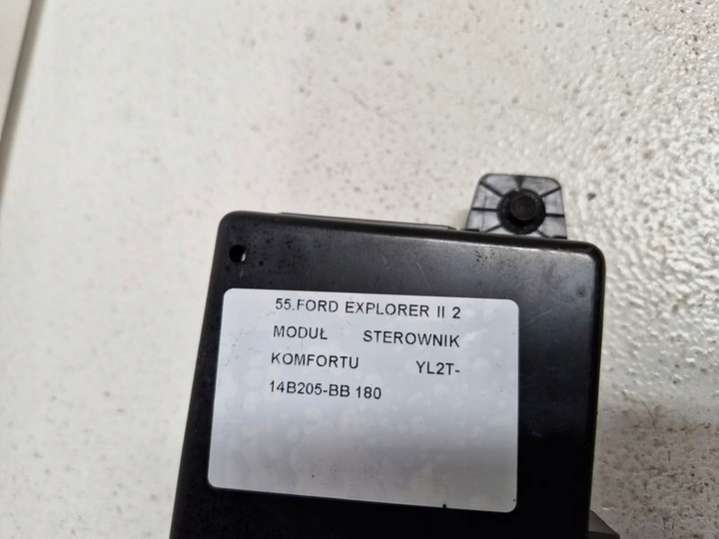 55.FORD EXPLORER II 2
MODUŁ STEROWNIK
KOMFORTU YL2T-
14B205-BB 180